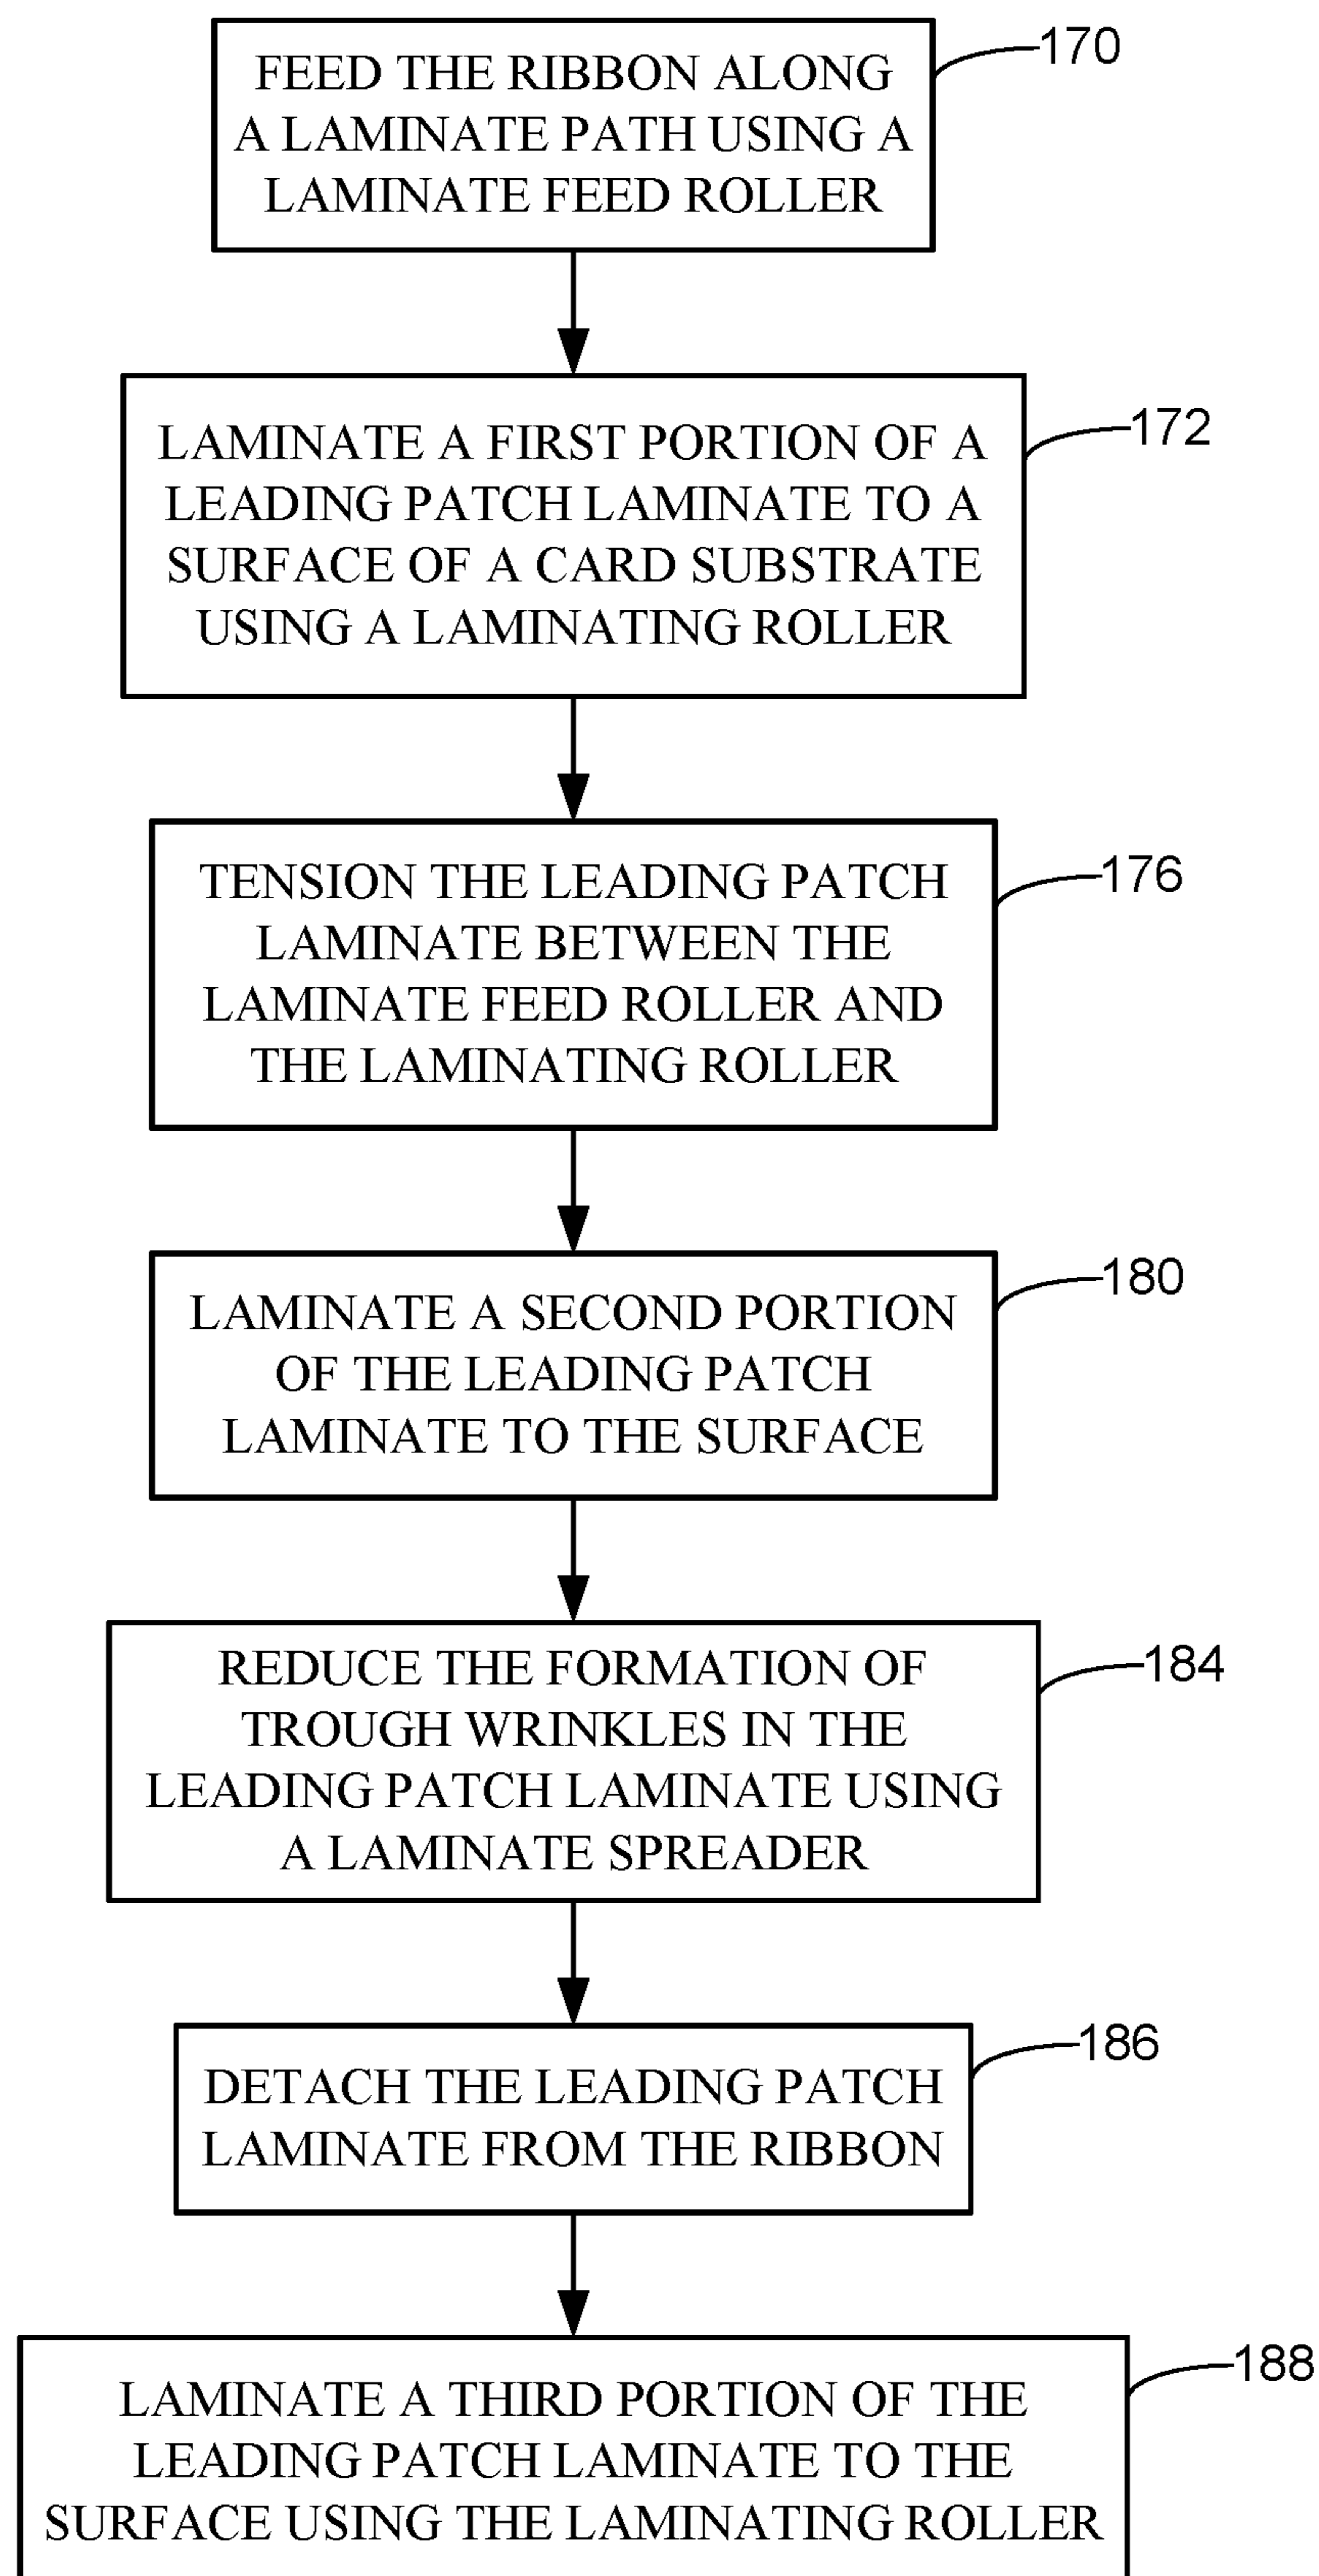 FEED THE RIBBON ALONG
A LAMINATE PATH USING A
LAMINATE FEED ROLLER
170
LAMINATE A FIRST PORTION OF A
LEADING PATCH LAMINATE TO A
SURFACE OF A CARD SUBSTRATE
USING A LAMINATING ROLLER
172
TENSION THE LEADING PATCH
LAMINATE BETWEEN THE
LAMINATE FEED ROLLER AND
THE LAMINATING ROLLER
176
LAMINATE A SECOND PORTION
OF THE LEADING PATCH
LAMINATE TO THE SURFACE
180
REDUCE THE FORMATION OF
TROUGH WRINKLES IN THE
LEADING PATCH LAMINATE USING
A LAMINATE SPREADER
184
DETACH THE LEADING PATCH
LAMINATE FROM THE RIBBON
186
LAMINATE A THIRD PORTION OF THE
LEADING PATCH LAMINATE TO THE
SURFACE USING THE LAMINATING ROLLER
188